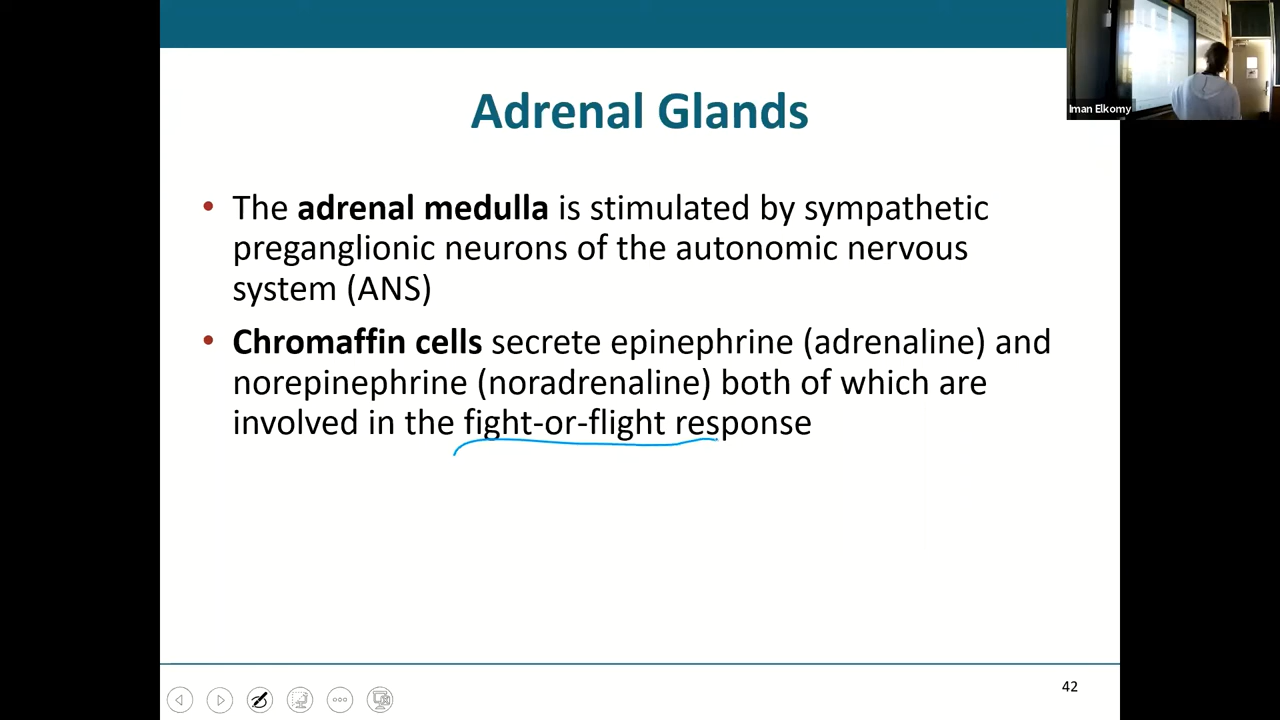 Adrenal Glands
Iman Elkomy
• The adrenal medulla is stimulated by sympathetic
preganglionic neurons of the autonomic nervous
system (ANS)
• Chromaffin cells secrete epinephrine (adrenaline) and
norepinephrine (noradrenaline) both of which are
involved in the fight-or-flight response
42